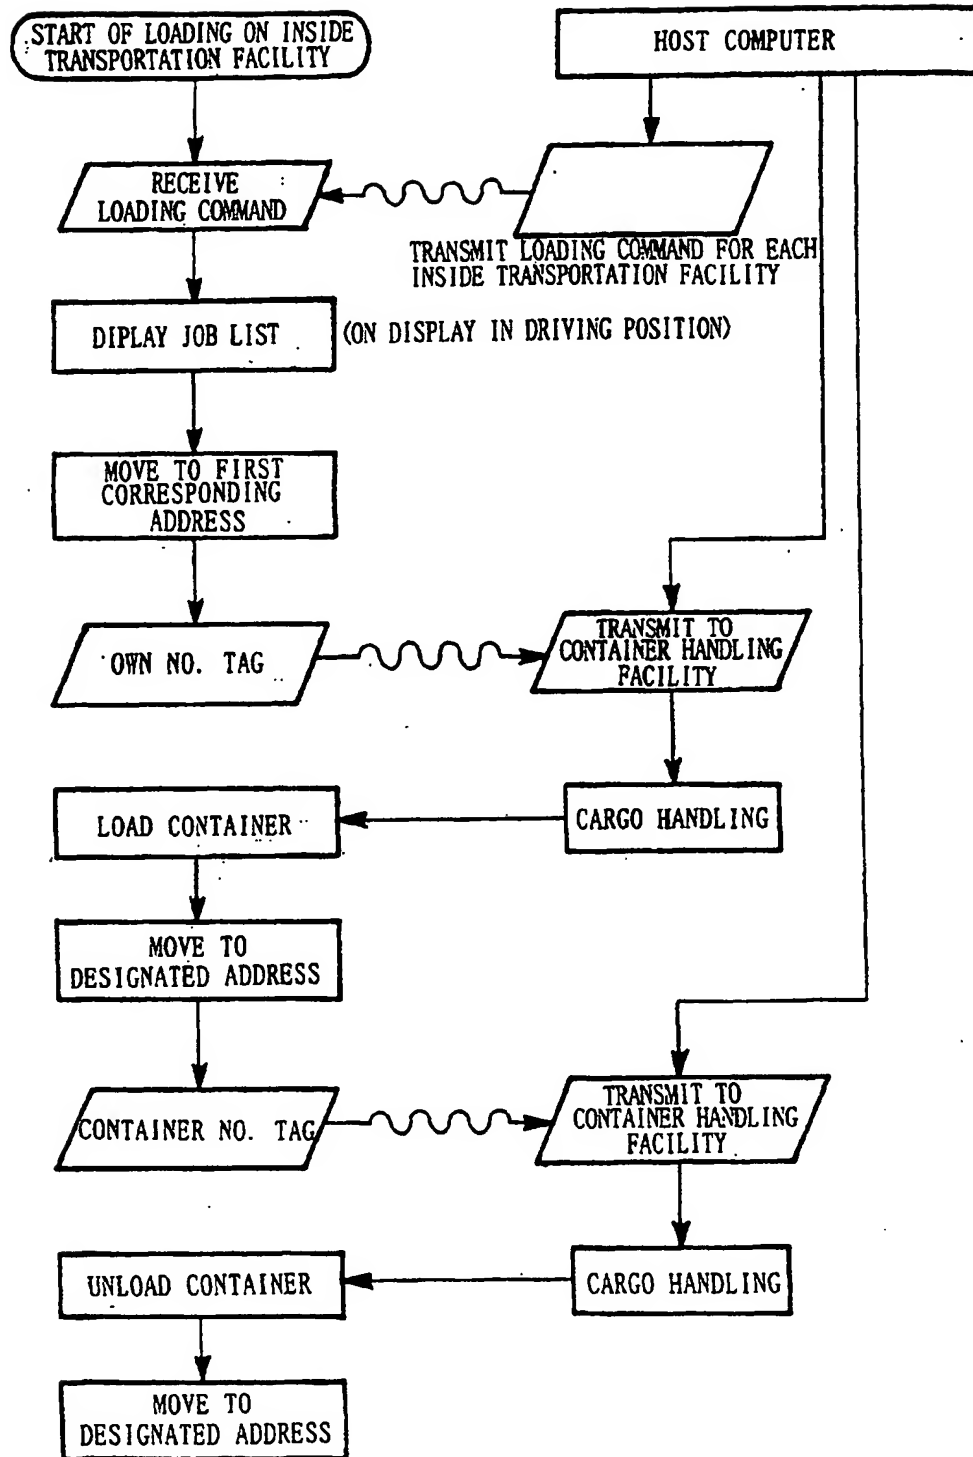 START OF LOADING ON INSIDE
TRANSPORTATION FACILITY
HOST COMPUTER
RECEIVE
LOADING COMMAND
TRANSMIT LOADING COMMAND FOR EACH
INSIDE TRANSPORTATION FACILITY
DIPLAY JOB LIST
(ON DISPLAY IN DRIVING POSITION)
MOVE TO FIRST
CORRESPONDING
ADDRESS
OWN NO. TAG
TRANSMIT TO
CONTAINER HANDLING
FACILITY
LOAD CONTAINER
CARGO HANDLING
MOVE TO
DESIGNATED ADDRESS
CONTAINER NO. TAG
TRANSMIT TO
CONTAINER HANDLING
FACILITY
UNLOAD CONTAINER
CARGO HANDLING
MOVE TO
DESIGNATED ADDRESS